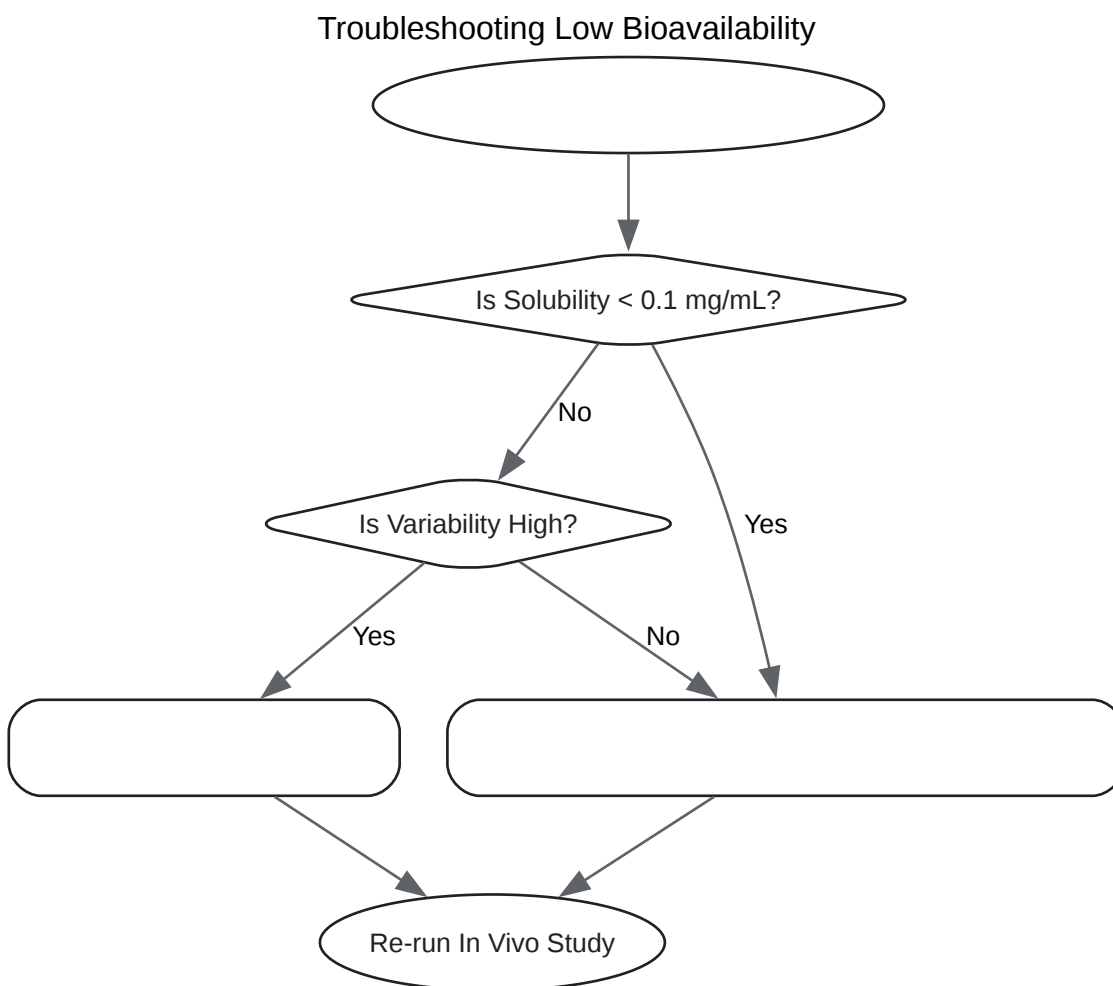 Troubleshooting Low Bioavailability
Is Solubility < 0.1 mg/mL?
No
Is Variability High?
Yes
Yes
No
Re-run In Vivo Study